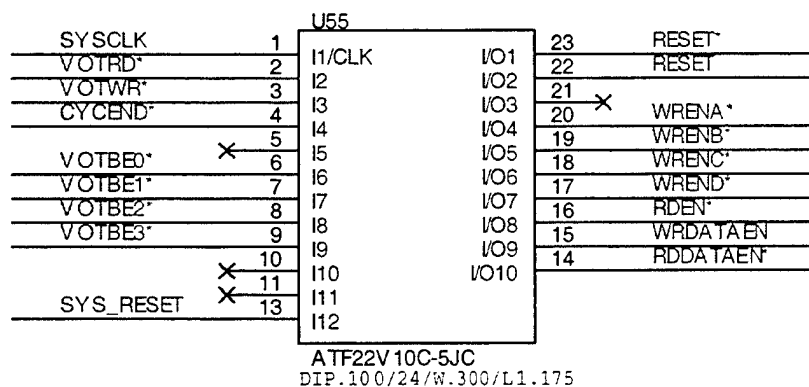 U55
SYSCLK 1 I1/CLK I/O1 23 RESET*
VOTRD* 2 I2 I/O2 22 RESET
VOTWR* 3 I3 I/O3 21
CYCEND* 4 I4 I/O4 20 WRENA*
5 I5 I/O5 19 WRENB*
VOTBE0* 6 I6 I/O6 18 WRENC*
VOTBE1* 7 I7 I/O7 17 WREND*
VOTBE2* 8 I8 I/O8 16 RDEN*
VOTBE3* 9 I9 I/O9 15 WRDATAEN
10 I10 I/O10 14 RDDATAEN*
11 I11
SYS_RESET 13 I12
ATF22V10C-5JC
DIP.100/24/W.300/L1.175